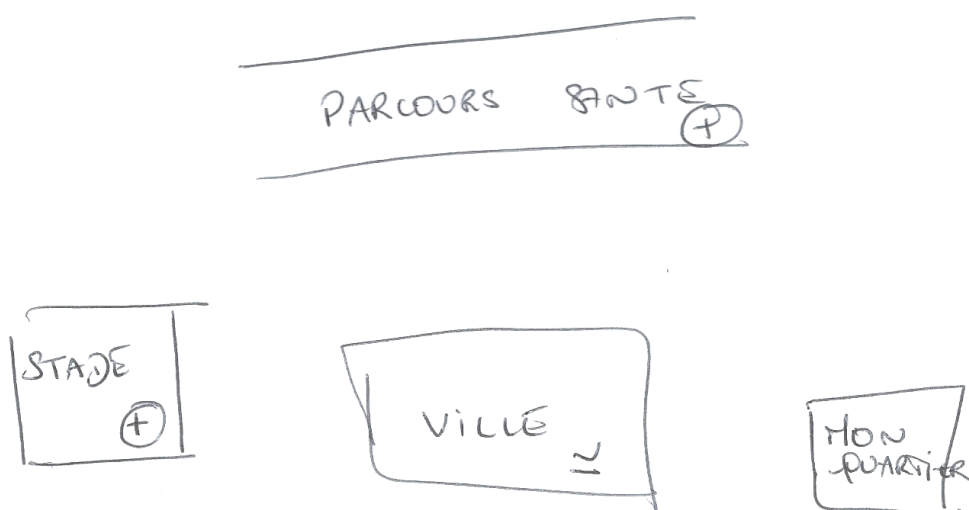 PARCOURS SANTE
+
STADE
+
VILLE
≃
MON
QUARTIER